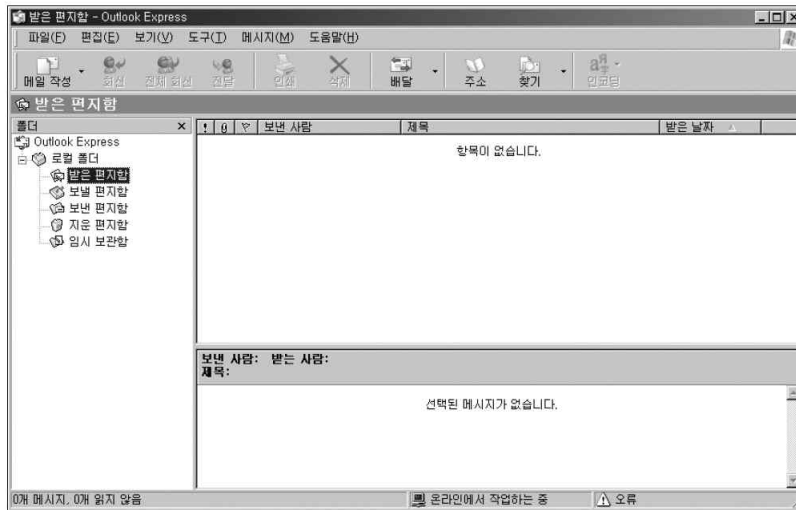 받은 편지함 - Outlook Express
파일(F) 편집(E) 보기(V) 도구(T) 메시지(M) 도움말(H)
메일 작성 회신 전체 회신 전달 인쇄 삭제 배달 주소 찾기 인코딩
받은 편지함
폴더
! 보낸 사람 제목 받은 날짜
Outlook Express
로컬 폴더
받은 편지함
보낼 편지함
보낸 편지함
지운 편지함
임시 보관함
항목이 없습니다.
보낸 사람: 받는 사람:
제목:
선택된 메시지가 없습니다.
0개 메시지, 0개 읽지 않음 온라인에서 작업하는 중 오류